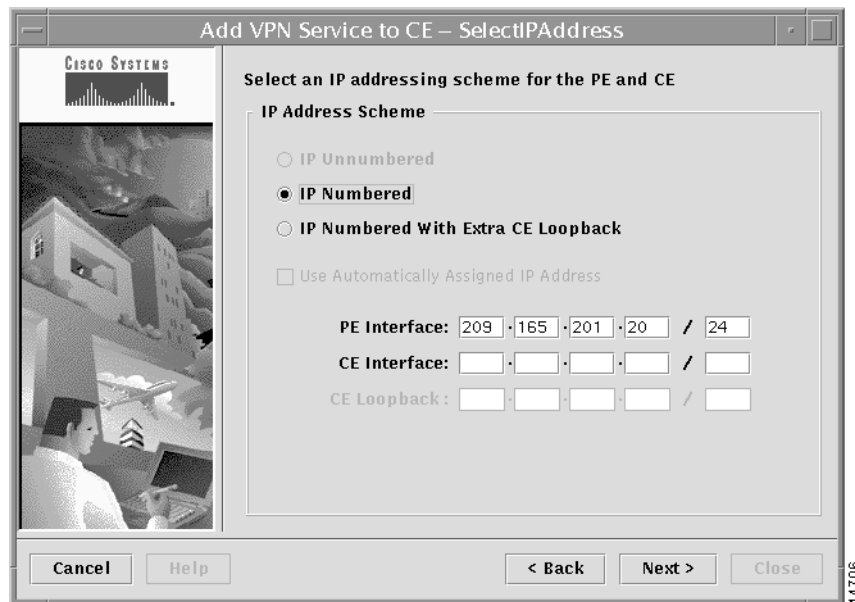 Add VPN Service to CE – SelectIPAddress
CISCO SYSTEMS
Select an IP addressing scheme for the PE and CE
IP Address Scheme
IP Unnumbered
IP Numbered
IP Numbered With Extra CE Loopback
Use Automatically Assigned IP Address
PE Interface: 209 . 165 . 201 . 20 / 24
CE Interface: . . . /
CE Loopback : . . . /
Cancel Help < Back Next > Close